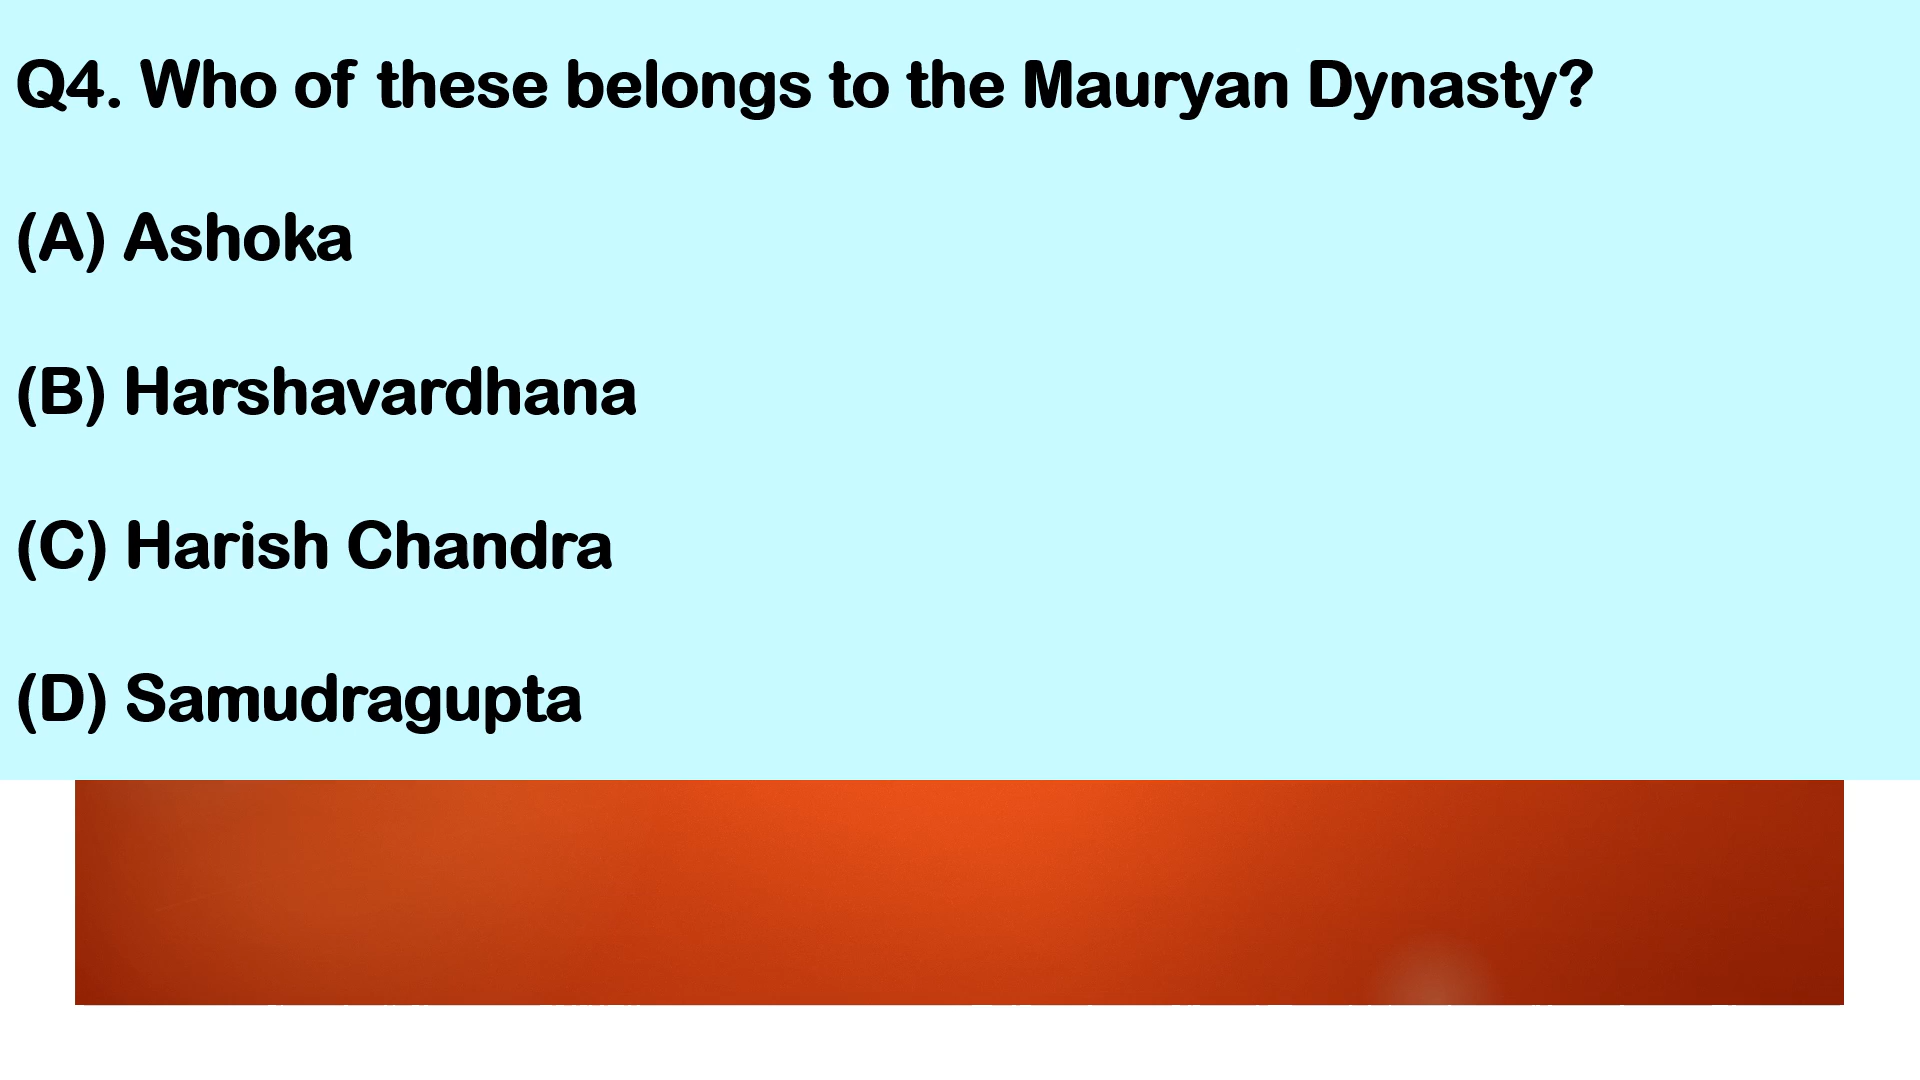 Q4. Who of these belongs to the Mauryan Dynasty?
(A) Ashoka
(B) Harshavardhana
(C) Harish Chandra
(D) Samudragupta